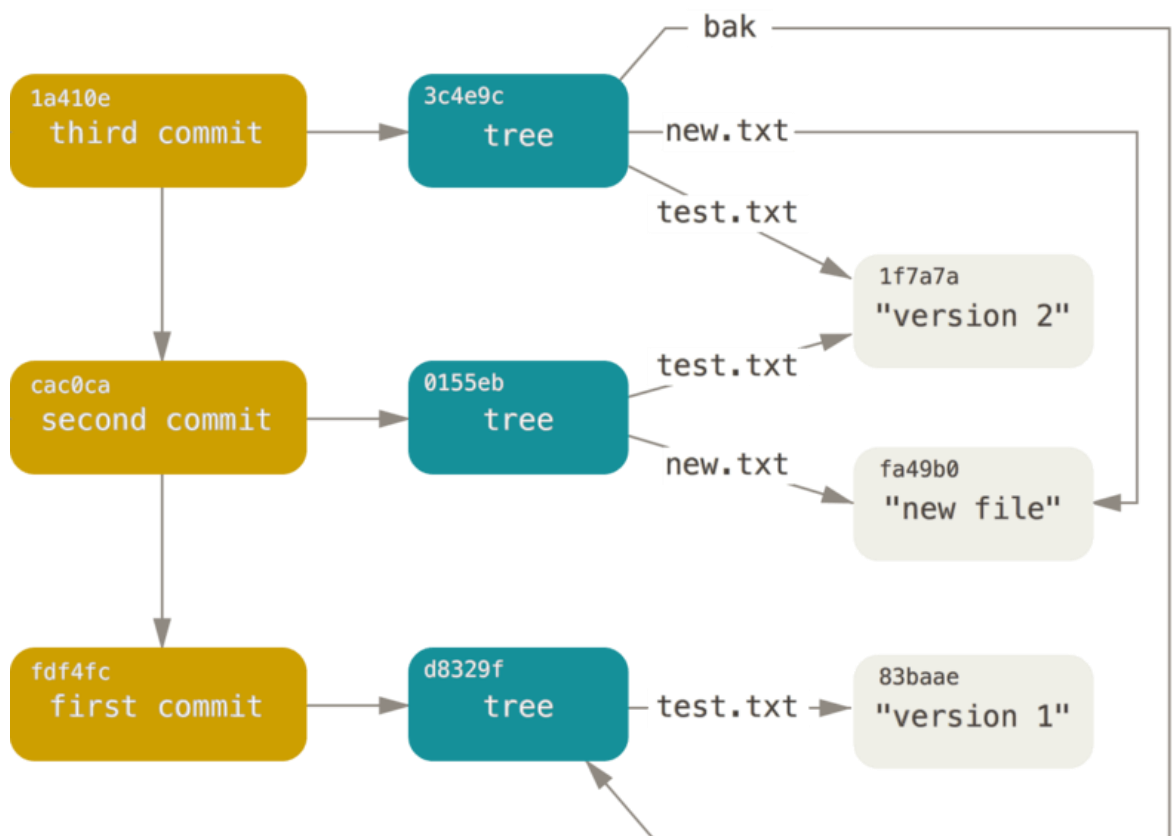 bak
1a410e
third commit
3c4e9c
tree
new.txt
test.txt
1f7a7a
"version 2"
cac0ca
second commit
0155eb
tree
test.txt
new.txt
fa49b0
"new file"
fdf4fc
first commit
d8329f
tree
test.txt
83baae
"version 1"